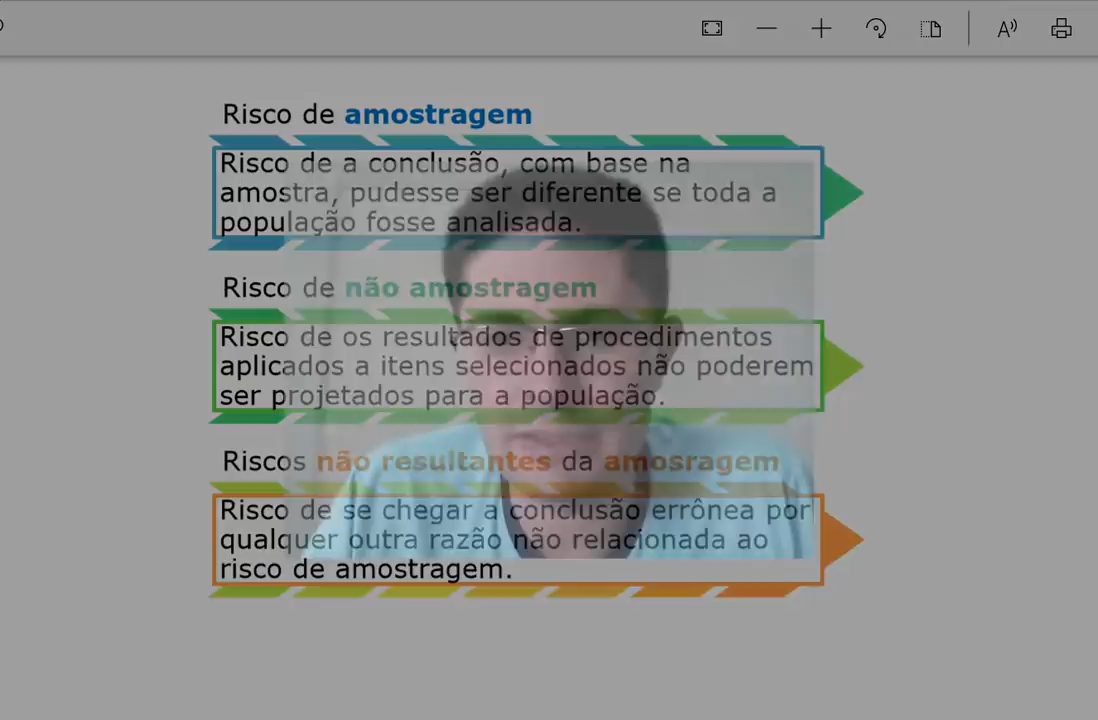 Risco de amostragem
Risco de a conclusão, com base na
amostra, pudesse ser diferente se toda a
população fosse analisada.
Risco de não amostragem
Risco de os resultados de procedimentos
aplicados a itens selecionados não poderem
ser projetados para a população.
Riscos não resultantes da amosragem
Risco de se chegar a conclusão errônea por
qualquer outra razão não relacionada ao
risco de amostragem.